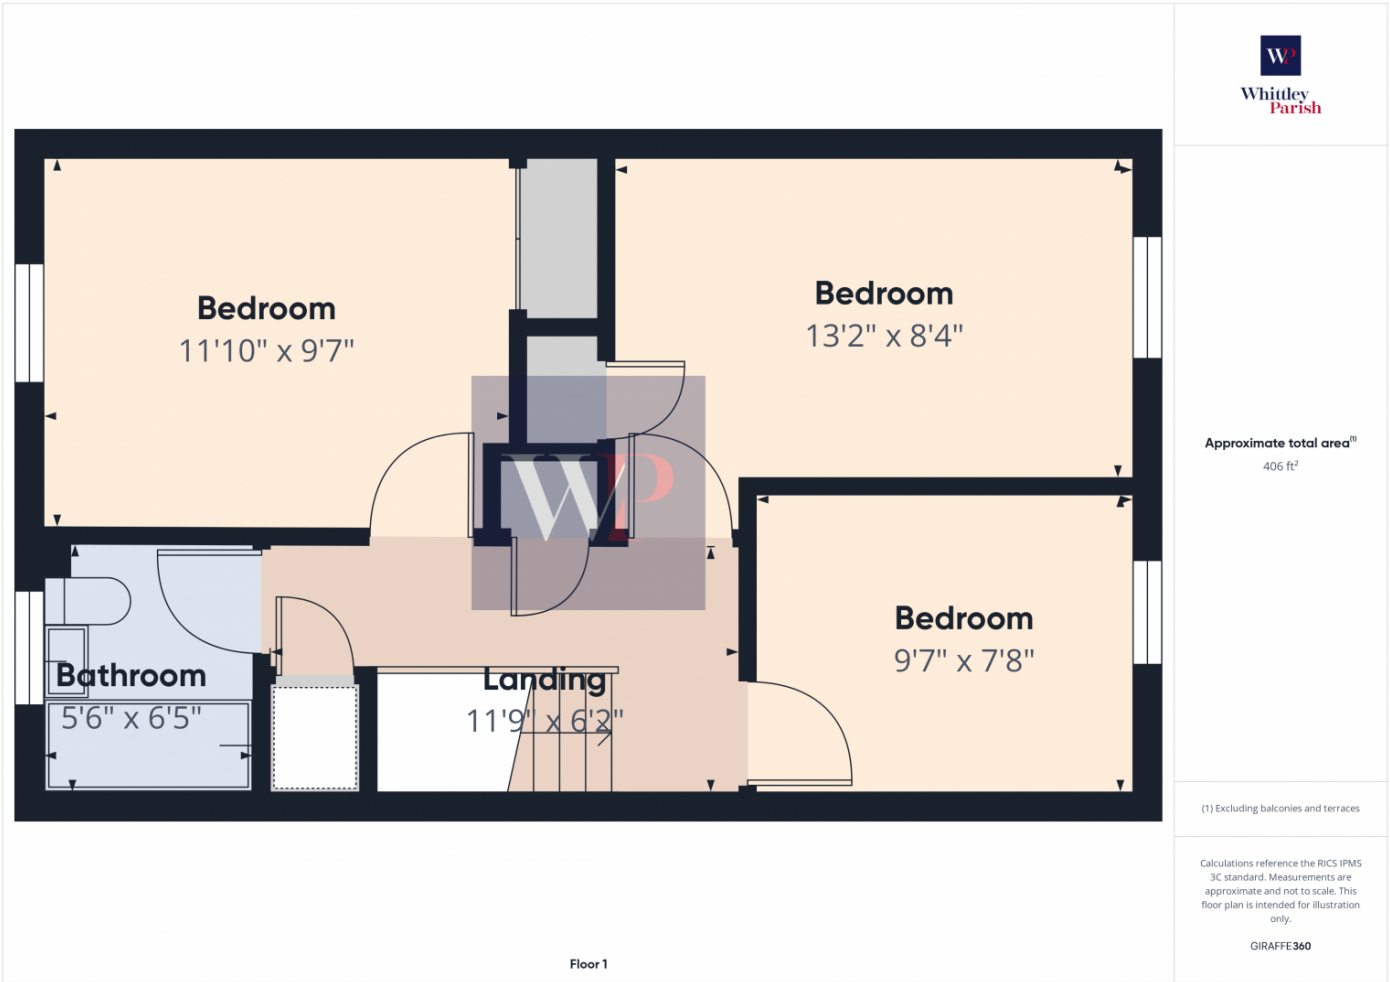 WP
Whittley
Parish
Bedroom
11'10" x 9'7"
Bedroom
13'2" x 8'4"
WP
Bedroom
9'7" x 7'8"
Bathroom
5'6" x 6'5"
Landing
11'9" x 6'2"
Approximate total area(1)
406 ft²
(1) Excluding balconies and terraces
Calculations reference the RICS IPMS
3C standard. Measurements are
approximate and not to scale. This
floor plan is intended for illustration
only.
GIRAFFE360
Floor 1